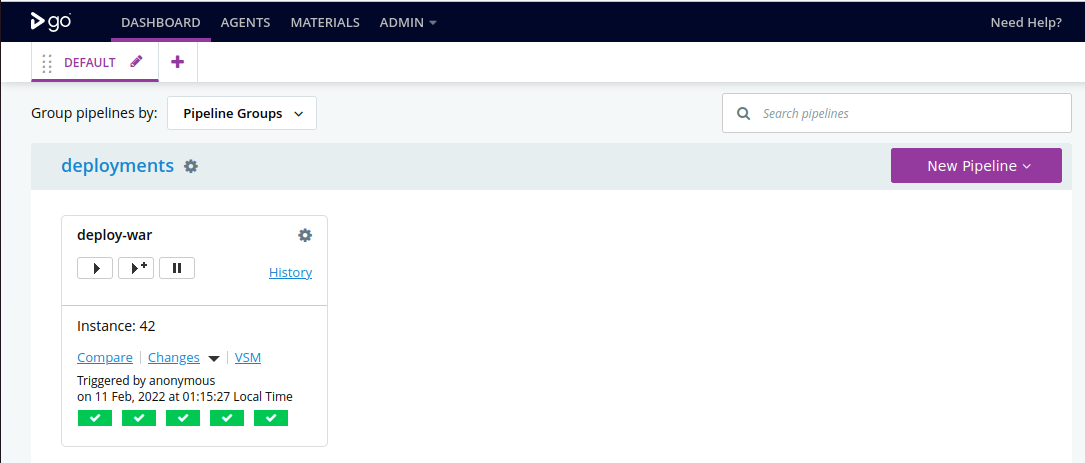 go
DASHBOARD AGENTS MATERIALS ADMIN Need Help?
DEFAULT
Group pipelines by: Pipeline Groups Search pipelines
deployments New Pipeline
deploy-war
History
Instance: 42
Compare Changes VSM
Triggered by anonymous
on 11 Feb, 2022 at 01:15:27 Local Time